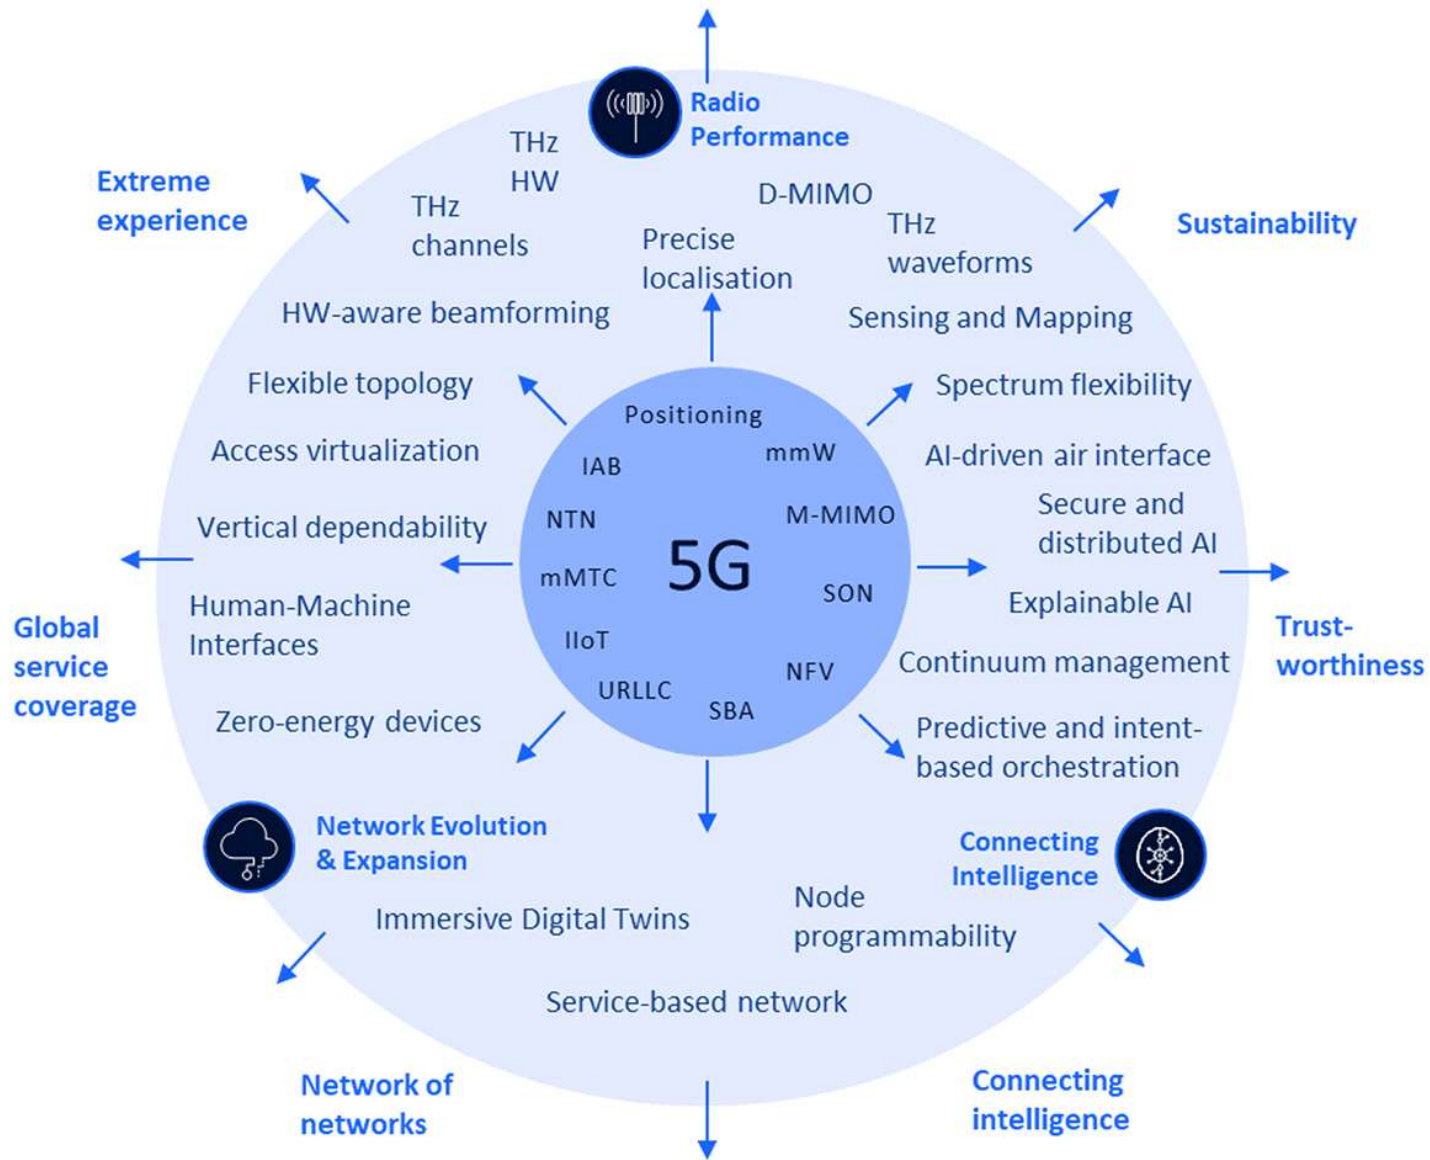 Radio
Performance
THz
HW
Extreme
experience
THz
channels
D-MIMO
THz
waveforms
Sustainability
Precise
localisation
HW-aware beamforming
Sensing and Mapping
Flexible topology
Spectrum flexibility
Access virtualization
AI-driven air interface
Vertical dependability
Secure and
distributed AI
Human-Machine
Interfaces
Explainable AI
Global
service
coverage
Trust-
worthiness
Continuum management
Zero-energy devices
Predictive and intent-
based orchestration
Positioning
mmW
IAB
M-MIMO
NTN
5G
mMTC
SON
IIoT
NFV
URLLC
SBA
Network Evolution
& Expansion
Connecting
Intelligence
Immersive Digital Twins
Node
programmability
Service-based network
Network of
networks
Connecting
intelligence